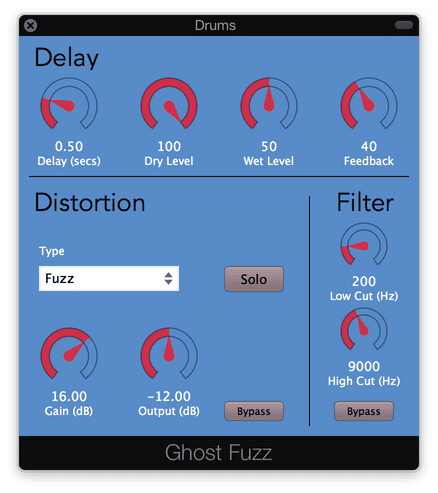 Drums
Delay
0.50 100 50 40
Delay (secs) Dry Level Wet Level Feedback
Distortion
Type
Fuzz
Solo
16.00 -12.00
Gain (dB) Output (dB)
Bypass
Filter
200
Low Cut (Hz)
9000
High Cut (Hz)
Bypass
Ghost Fuzz